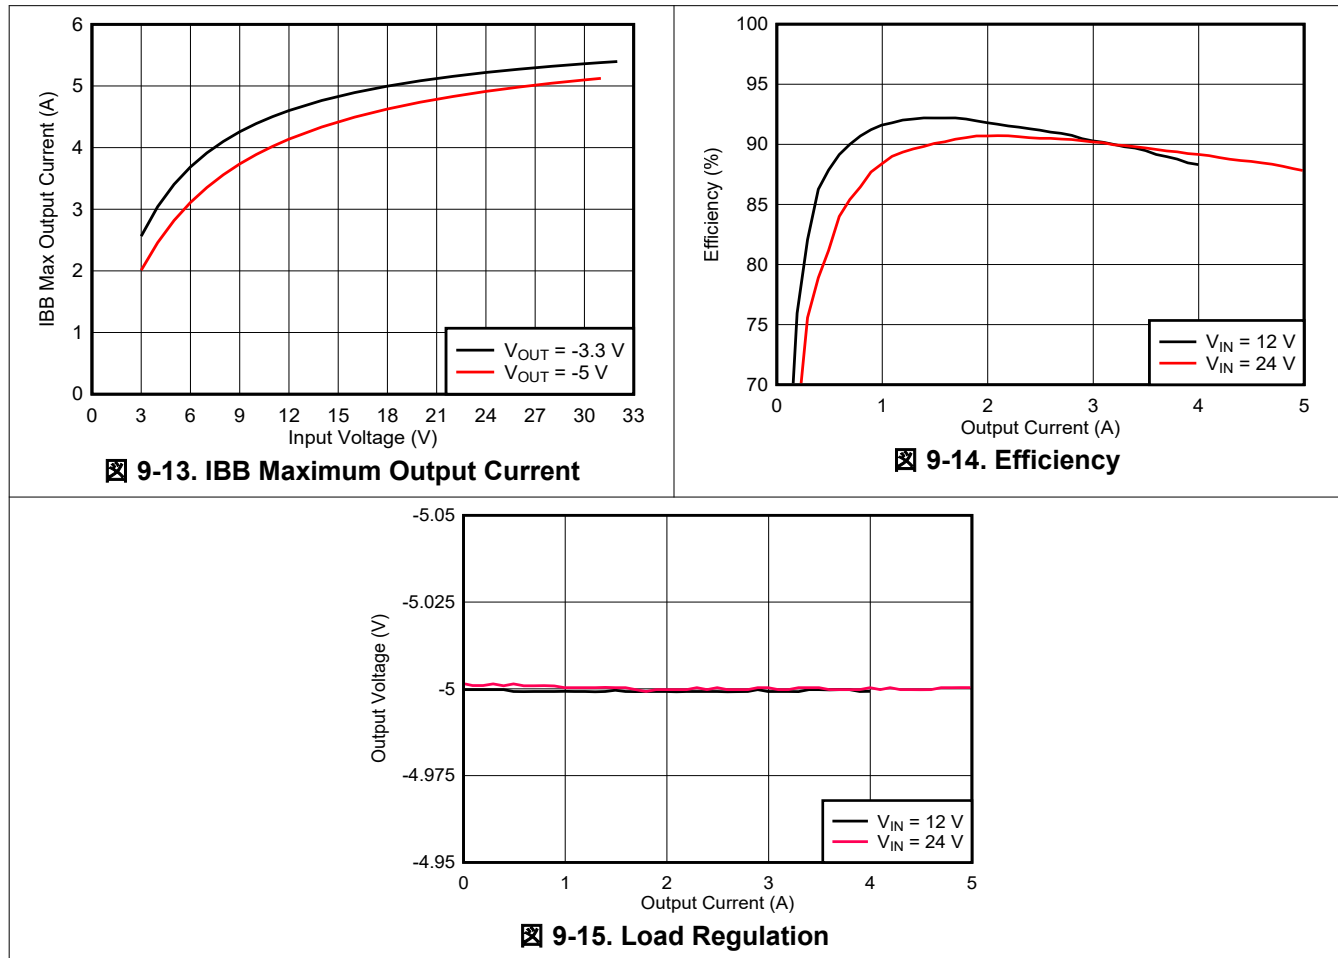 6
5
4
3
2
1
0
IBB Max Output Current (A)
0 3 6 9 12 15 18 21 24 27 30 33
Input Voltage (V)
VOUT = -3.3 V
VOUT = -5 V
図 9-13. IBB Maximum Output Current
100
95
90
85
80
75
70
Efficiency (%)
0 1 2 3 4 5
Output Current (A)
VIN = 12 V
VIN = 24 V
図 9-14. Efficiency
-5.05
-5.025
-5
-4.975
-4.95
Output Voltage (V)
0 1 2 3 4 5
Output Current (A)
VIN = 12 V
VIN = 24 V
図 9-15. Load Regulation